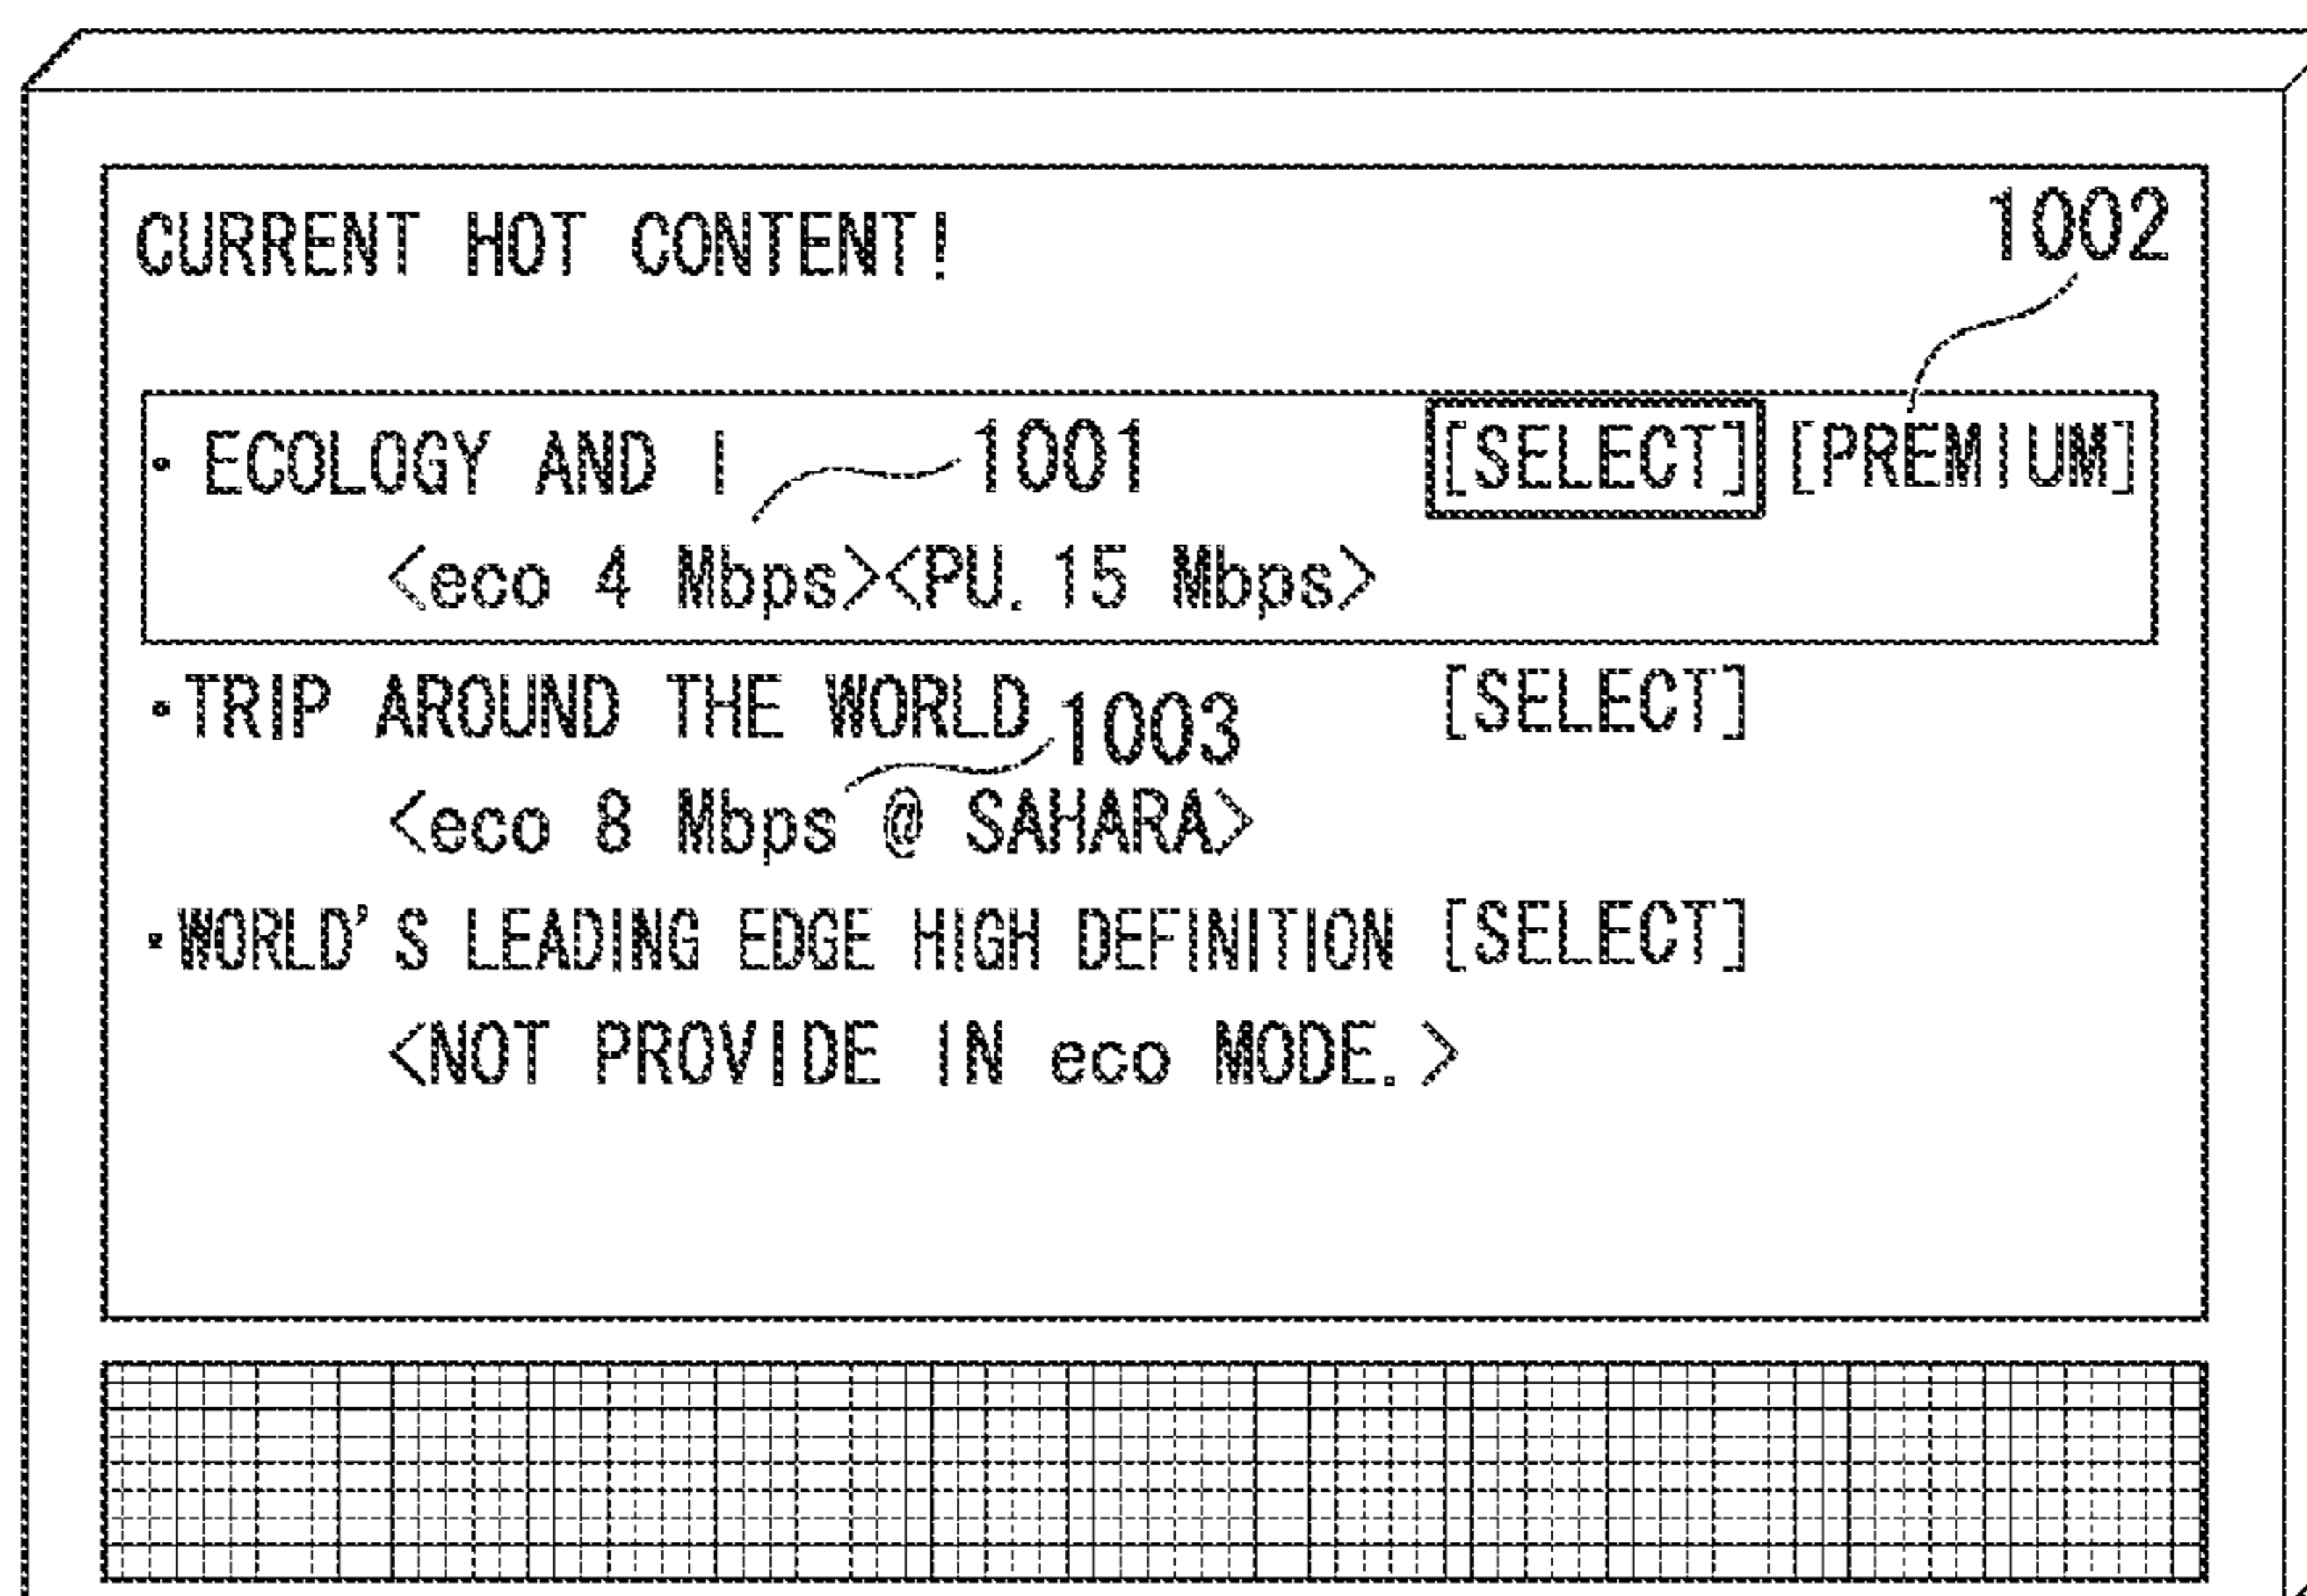 CURRENT HOT CONTENT! 1002
・ECOLOGY AND I 1001 [SELECT] [PREMIUM]
<eco 4 Mbps><PU. 15 Mbps>
・TRIP AROUND THE WORLD 1003 [SELECT]
<eco 8 Mbps @ SAHARA>
・WORLD'S LEADING EDGE HIGH DEFINITION [SELECT]
<NOT PROVIDE IN eco MODE.>